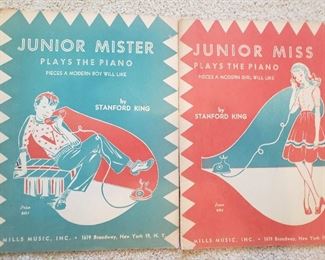 JUNIOR MISTER
PLAYS THE PIANO
PIECES A MODERN BOY WILL LIKE
by
STANFORD KING
Price
MILLS MUSIC, INC. • 1619 Broadway, New York 19, N. Y.
JUNIOR MISS
PLAYS THE PIANO
PIECES A MODERN GIRL WILL LIKE
by
STANFORD KING
MILLS MUSIC, INC. • 1619 Broadway, New York 19,